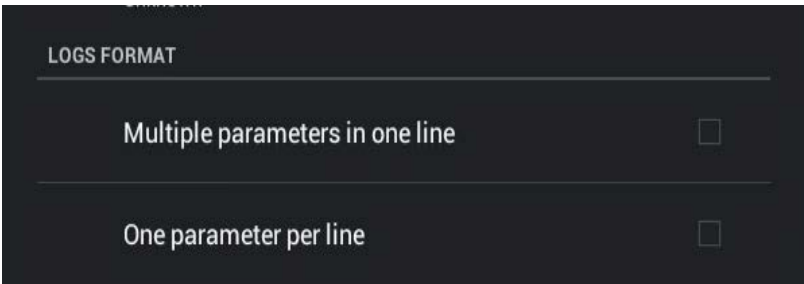 LOGS FORMAT
Multiple parameters in one line
One parameter per line